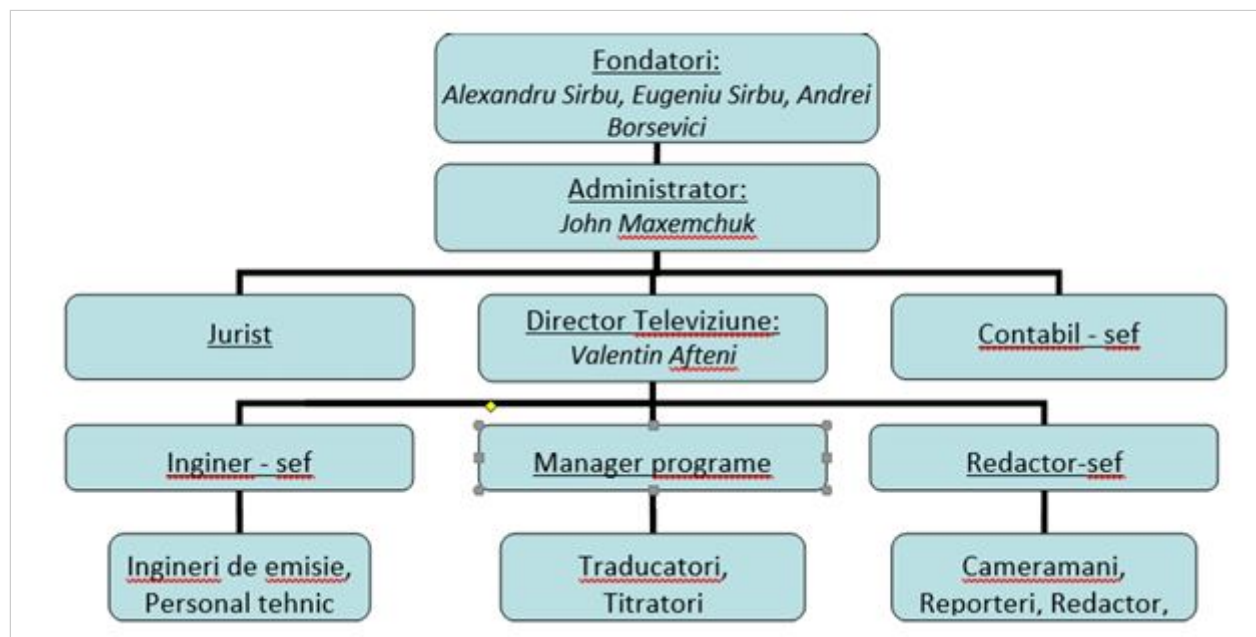 Fondatori:
Alexandru Sirbu, Eugeniu Sirbu, Andrei
Borsevici
Administrator:
John Maxemchuk
Jurist
Director Televiziune:
Valentin Afteni
Contabil - sef
Inginer - sef
Manager programe
Redactor-sef
Ingineri de emisie,
Personal tehnic
Traducatori,
Titratori
Cameramani,
Reporteri, Redactor,